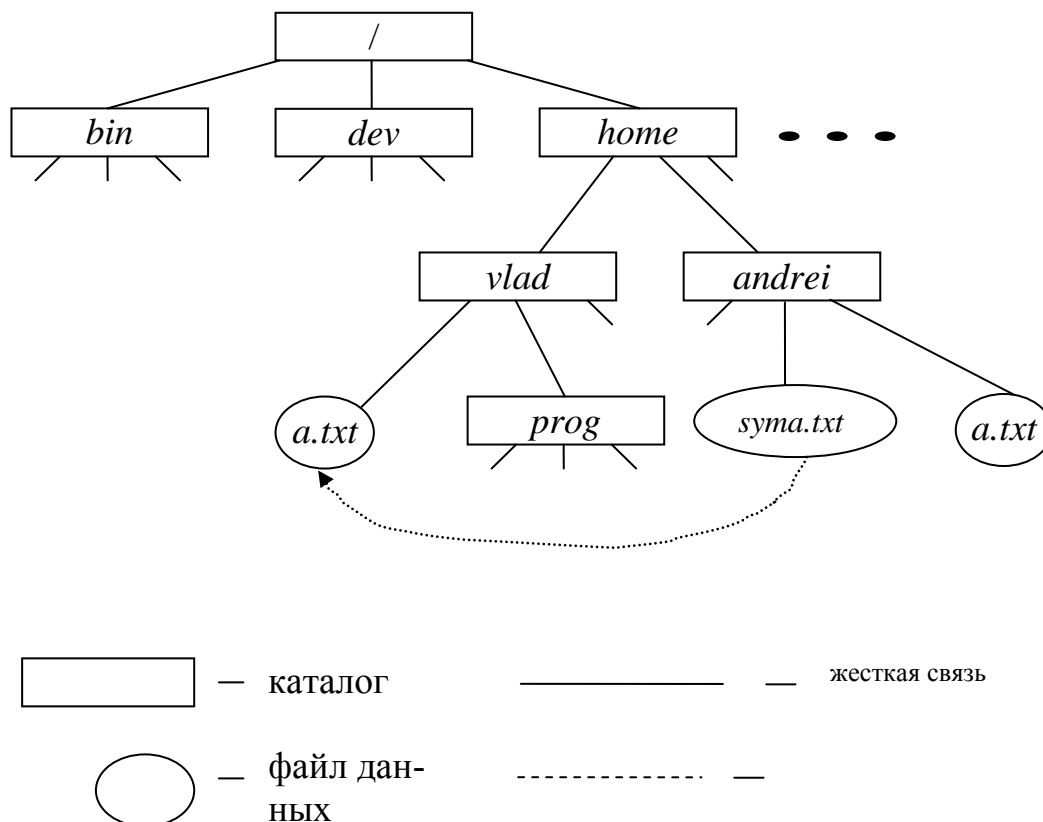 /
bin dev home
vlad andrei
a.txt prog syma.txt a.txt
— каталог — жесткая связь
— файл дан-
ных —